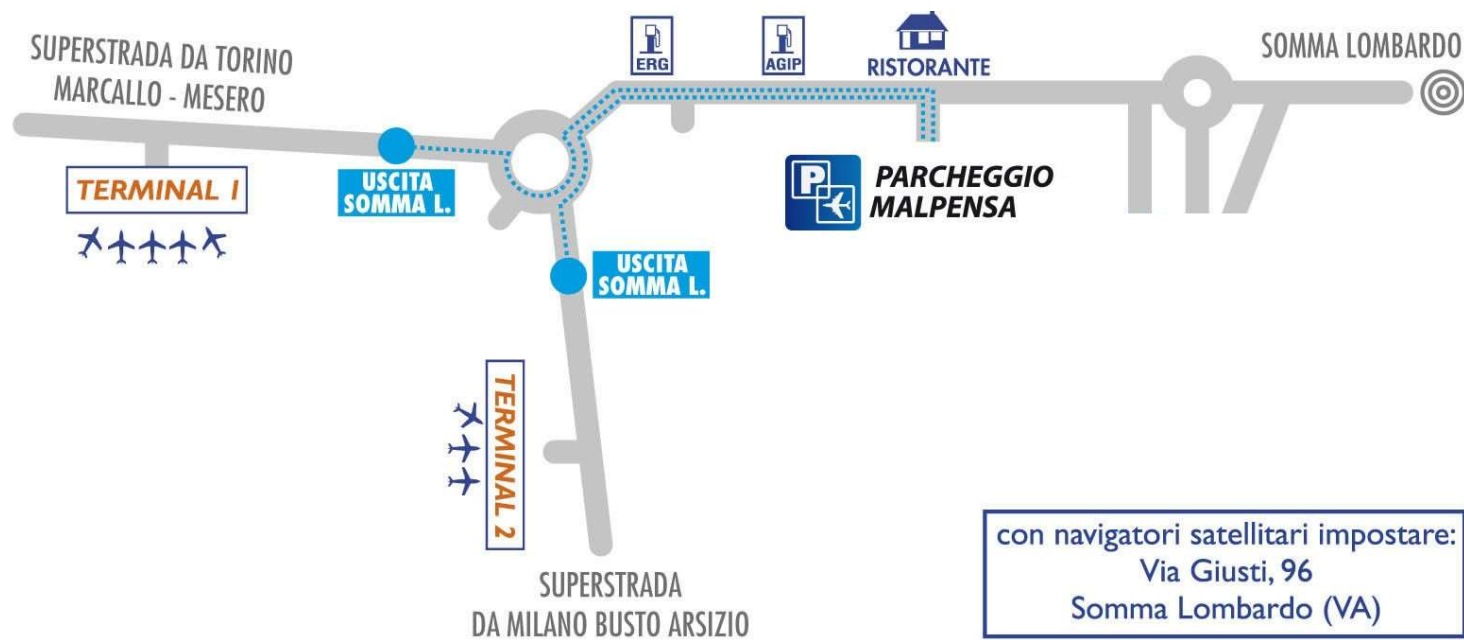 SUPERSTRADA DA TORINO
MARCALLO - MESERO
ERG
AGIP
RISTORANTE
SOMMA LOMBARDO
TERMINAL 1
USCITA
SOMMA L.
P
PARCHEGGIO
MALPENSA
USCITA
SOMMA L.
TERMINAL 2
SUPERSTRADA
DA MILANO BUSTO ARSIZIO
con navigatori satellitari impostare:
Via Giusti, 96
Somma Lombardo (VA)